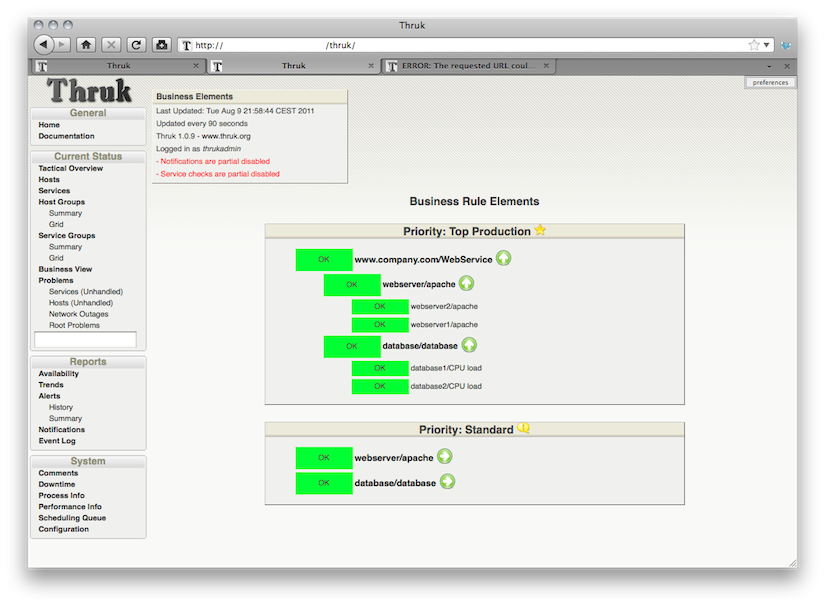 Thruk
http:// /thruk/
Thruk
Thruk
ERROR: The requested URL coul...
preferences
Thruk
General
Home
Documentation
Current Status
Tactical Overview
Hosts
Services
Host Groups
Summary
Grid
Service Groups
Summary
Grid
Business View
Problems
Services (Unhandled)
Hosts (Unhandled)
Network Outages
Root Problems
Reports
Availability
Trends
Alerts
History
Summary
Notifications
Event Log
System
Comments
Downtime
Process Info
Performance Info
Scheduling Queue
Configuration
Business Elements
Last Updated: Tue Aug 9 21:58:44 CEST 2011
Updated every 90 seconds
Thruk 1.0.9 - www.thruk.org
Logged in as thrukadmin
- Notifications are partial disabled
- Service checks are partial disabled
Business Rule Elements
Priority: Top Production
OK www.company.com/WebService
OK webserver/apache
OK webserver2/apache
OK webserver1/apache
OK database/database
OK database1/CPU load
OK database2/CPU load
Priority: Standard
OK webserver/apache
OK database/database